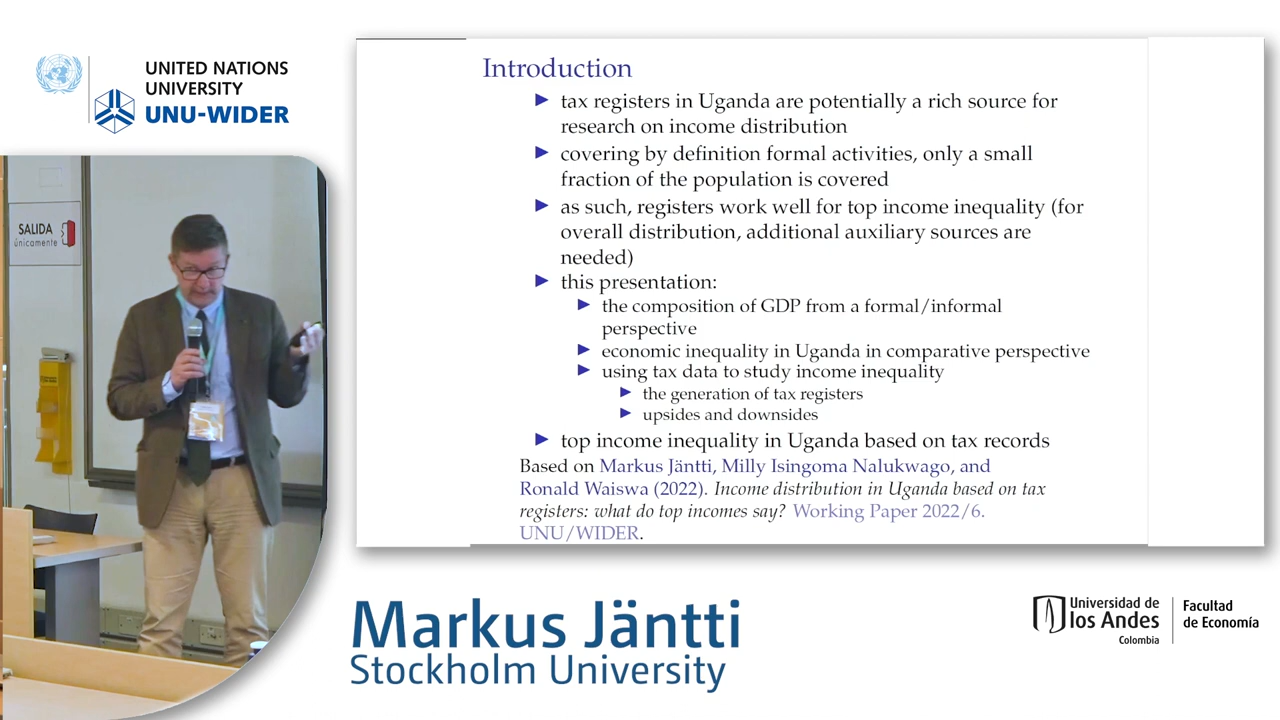 UNITED NATIONS
UNIVERSITY
UNU-WIDER
SALIDA
únicamente
Introduction
tax registers in Uganda are potentially a rich source for
research on income distribution
covering by definition formal activities, only a small
fraction of the population is covered
as such, registers work well for top income inequality (for
overall distribution, additional auxiliary sources are
needed)
this presentation:
the composition of GDP from a formal/informal
perspective
economic inequality in Uganda in comparative perspective
using tax data to study income inequality
the generation of tax registers
upsides and downsides
top income inequality in Uganda based on tax records
Based on Markus Jäntti, Milly Isingoma Nalukwago, and
Ronald Waiswa (2022). Income distribution in Uganda based on tax
registers: what do top incomes say? Working Paper 2022/6.
UNU/WIDER.
Markus Jäntti
Stockholm University
Universidad de
los Andes
Colombia
Facultad
de Economía